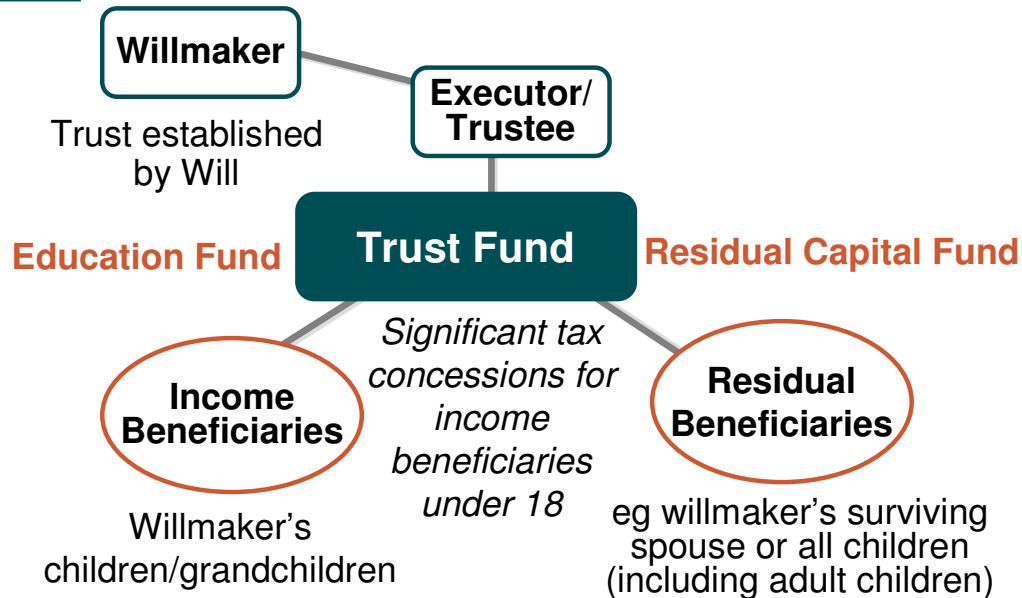 Willmaker
Trust established
by Will
Executor/
Trustee
Education Fund
Trust Fund
Residual Capital Fund
Significant tax
concessions for
income
beneficiaries
under 18
Income
Beneficiaries
Residual
Beneficiaries
Willmaker’s
children/grandchildren
eg willmaker’s surviving
spouse or all children
(including adult children)